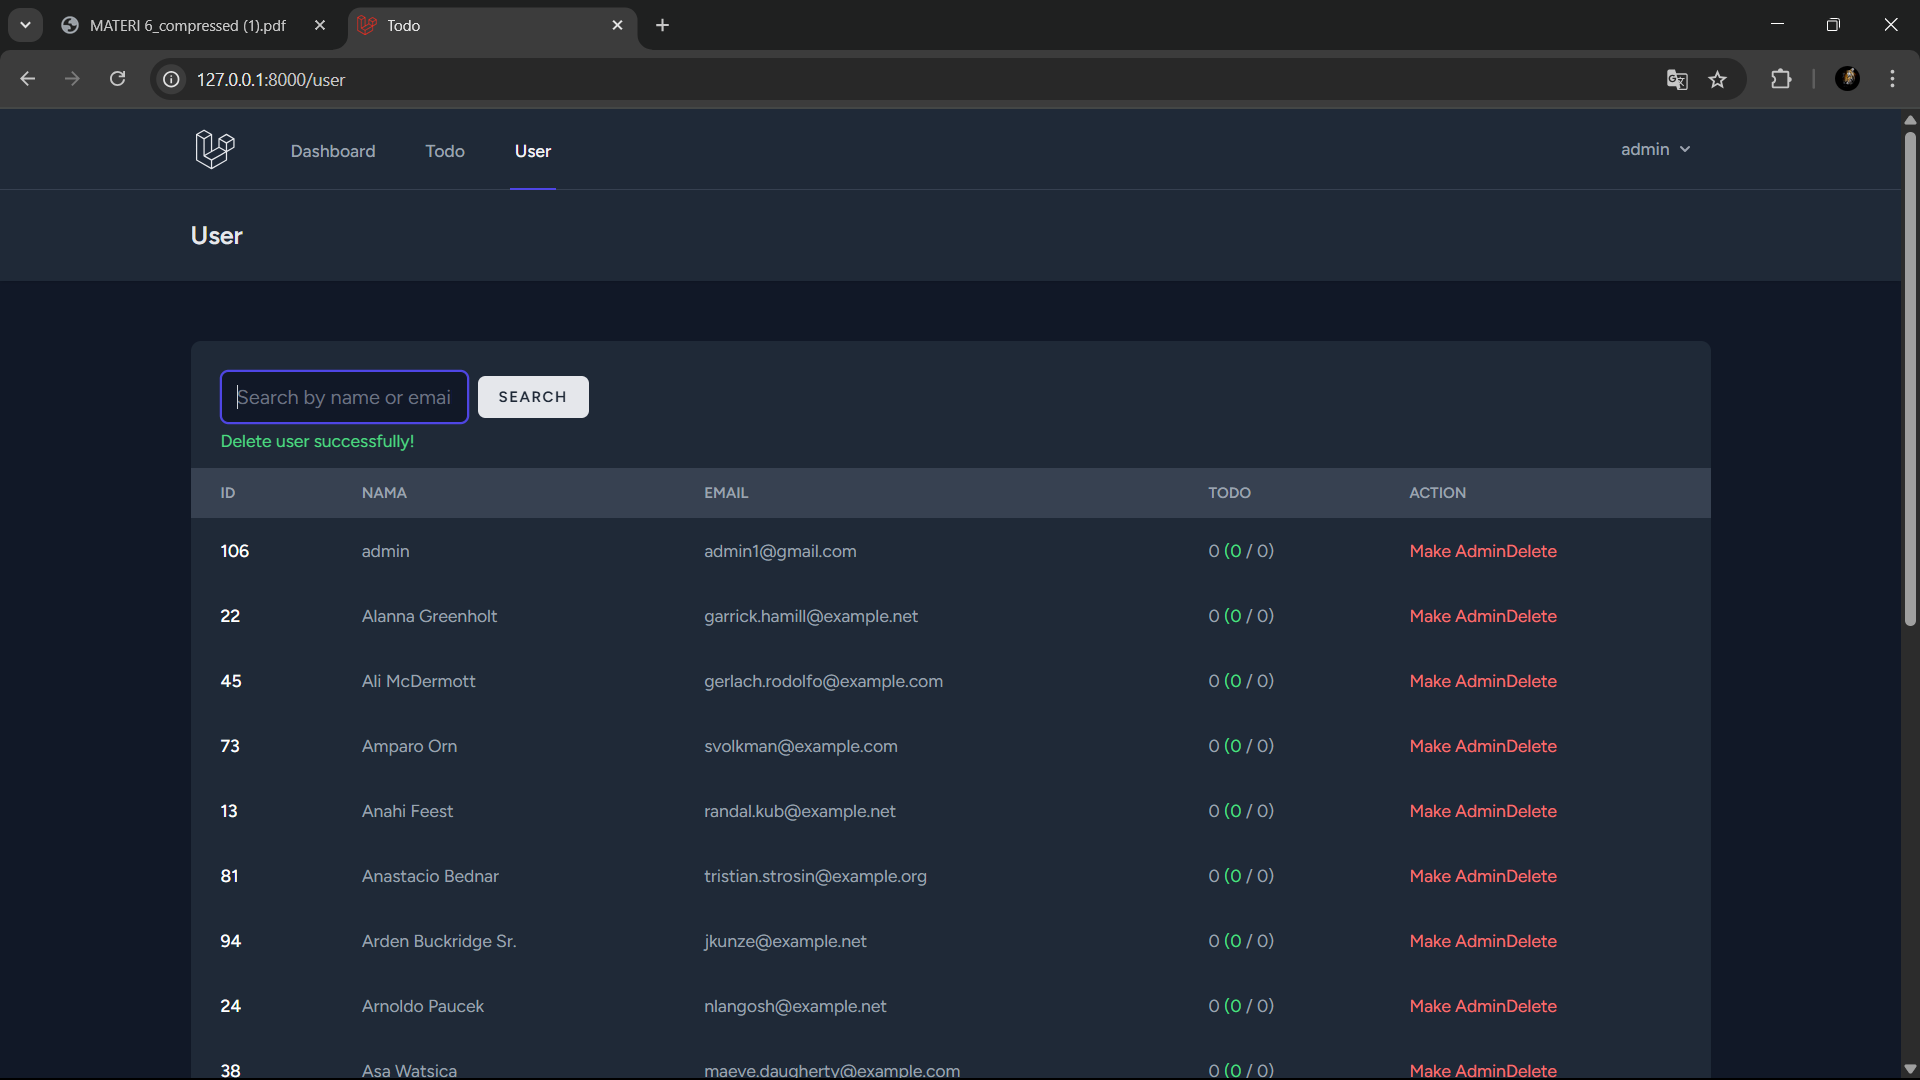 MATERI 6_compressed (1).pdf
Todo
127.0.0.1:8000/user
Dashboard
Todo
User
admin
User
Search by name or emai
SEARCH
Delete user successfully!
ID NAMA EMAIL TODO ACTION
106 admin admin1@gmail.com 0 (0 / 0) Make AdminDelete
22 Alanna Greenholt garrick.hamill@example.net 0 (0 / 0) Make AdminDelete
45 Ali McDermott gerlach.rodolfo@example.com 0 (0 / 0) Make AdminDelete
73 Amparo Orn svolkman@example.com 0 (0 / 0) Make AdminDelete
13 Anahi Feest randal.kub@example.net 0 (0 / 0) Make AdminDelete
81 Anastacio Bednar tristian.strosin@example.org 0 (0 / 0) Make AdminDelete
94 Arden Buckridge Sr. jkunze@example.net 0 (0 / 0) Make AdminDelete
24 Arnoldo Paucek nlangosh@example.net 0 (0 / 0) Make AdminDelete
38 Asa Watsica maeve.daugherty@example.com 0 (0 / 0) Make AdminDelete